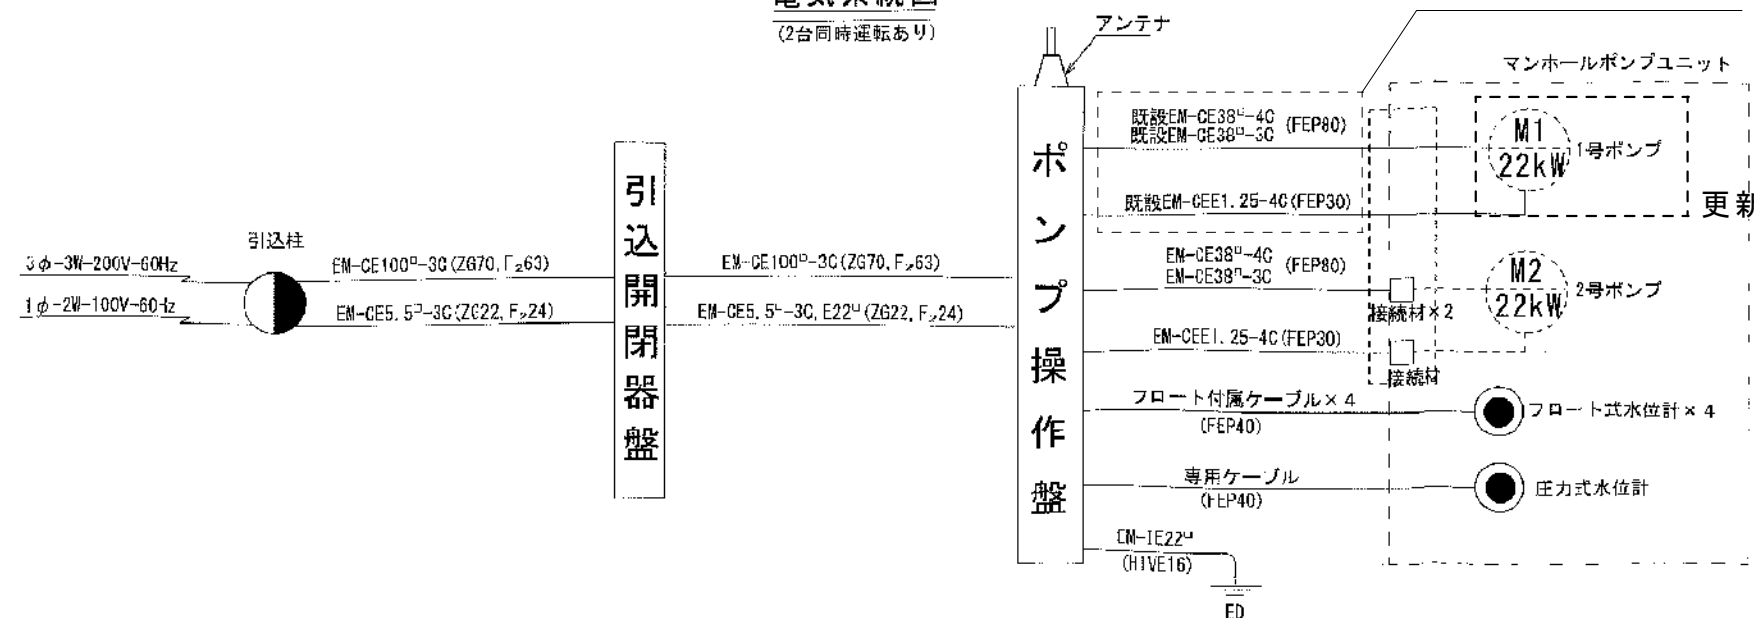 (2台同時運転あり)
アンテナ
マンホールポンプユニット
既設EM-CE38□-4C
既設EM-CE38□-3C
(FEP80)
M1
22kW
1号ポンプ
既設EM-CEE1.25-4C(FEP30)
更新
引込柱
3φ-3W-200V-60Hz
EM-CE100□-3C(ZG70,F₂63)
引込開閉器盤
EM-CE100□-3C(ZG70,F₂63)
ポンプ操作盤
EM-CE38□-4C
EM-CE38□-3C
(FEP80)
M2
22kW
2号ポンプ
接続材×2
1φ-2W-100V-60Hz
EM-CE5.5□-3C(ZG22,F₂24)
EM-CE5.5□-3C,E22□(ZG22,F₂24)
EM-CEE1.25-4C(FEP30)
接続材
フロート付属ケーブル×4
(FEP40)
フロート式水位計×4
専用ケーブル
(FEP40)
圧力式水位計
EM-IE22□
(HIVE16)
ED